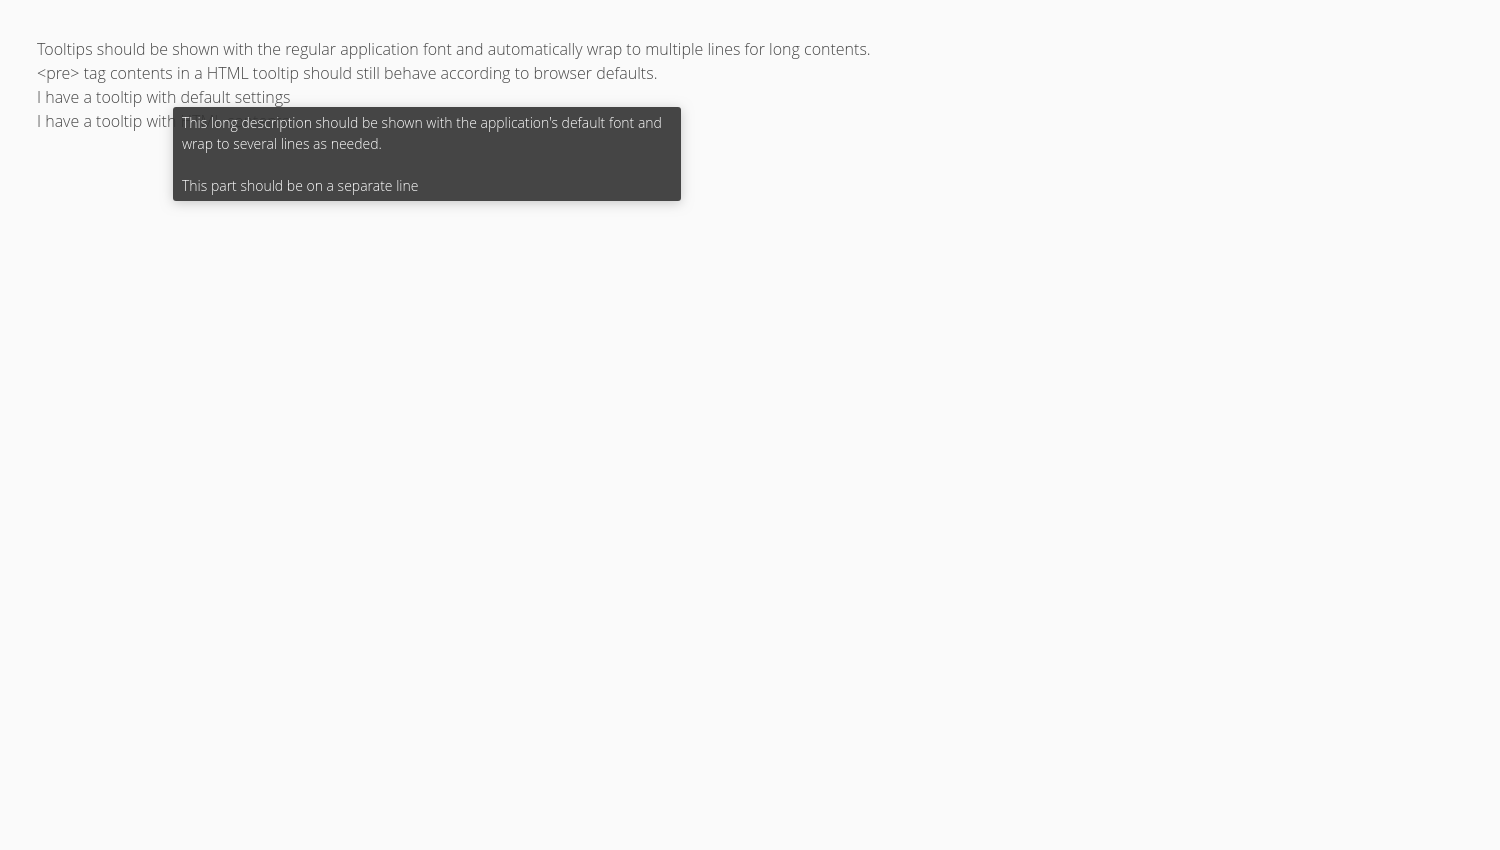 Tooltips should be shown with the regular application font and automatically wrap to multiple lines for long contents.
<pre> tag contents in a HTML tooltip should still behave according to browser defaults.
I have a tooltip with default settings
I have a tooltip with
This long description should be shown with the application's default font and
wrap to several lines as needed.
This part should be on a separate line